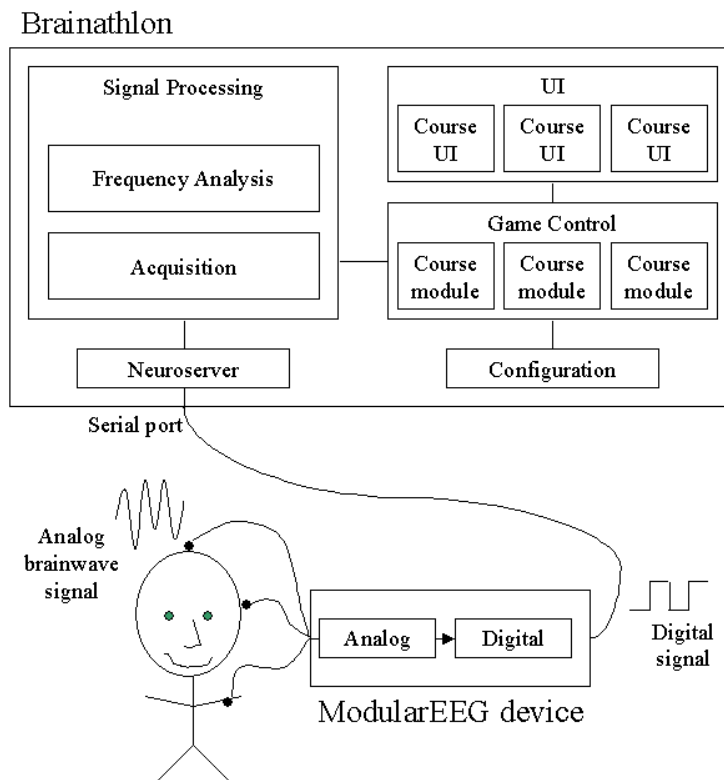 Brainathlon
Signal Processing
Frequency Analysis
Acquisition
UI
Course
UI
Course
UI
Course
UI
Game Control
Course
module
Course
module
Course
module
Neuroserver
Configuration
Serial port
Analog
brainwave
signal
Analog
Digital
ModularEEG device
Digital
signal